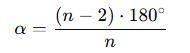 α = (n − 2) · 180° / n